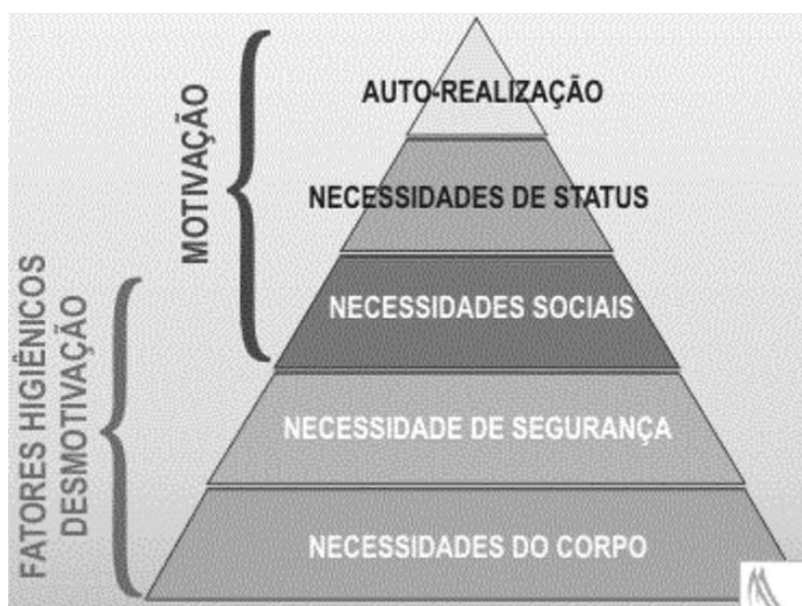 MOTIVAÇÃO
AUTO-REALIZAÇÃO
NECESSIDADES DE STATUS
NECESSIDADES SOCIAIS
FATORES HIGIÊNICOS
DESMOTIVAÇÃO
NECESSIDADE DE SEGURANÇA
NECESSIDADES DO CORPO